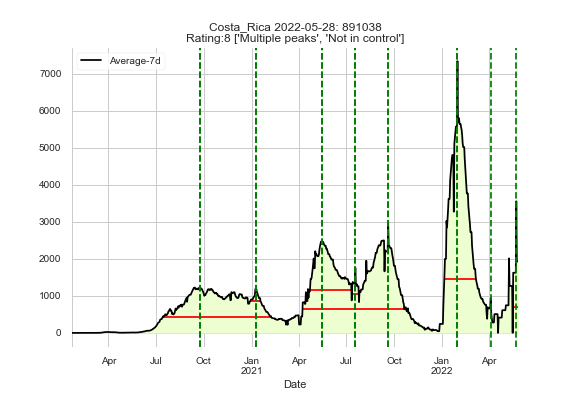 Costa_Rica 2022-05-28: 891038
Rating:8 ['Multiple peaks', 'Not in control']
Average-7d
7000
6000
5000
4000
3000
2000
1000
0
Apr Jul Oct Jan Apr Jul Oct Jan Apr
2021 2022
Date